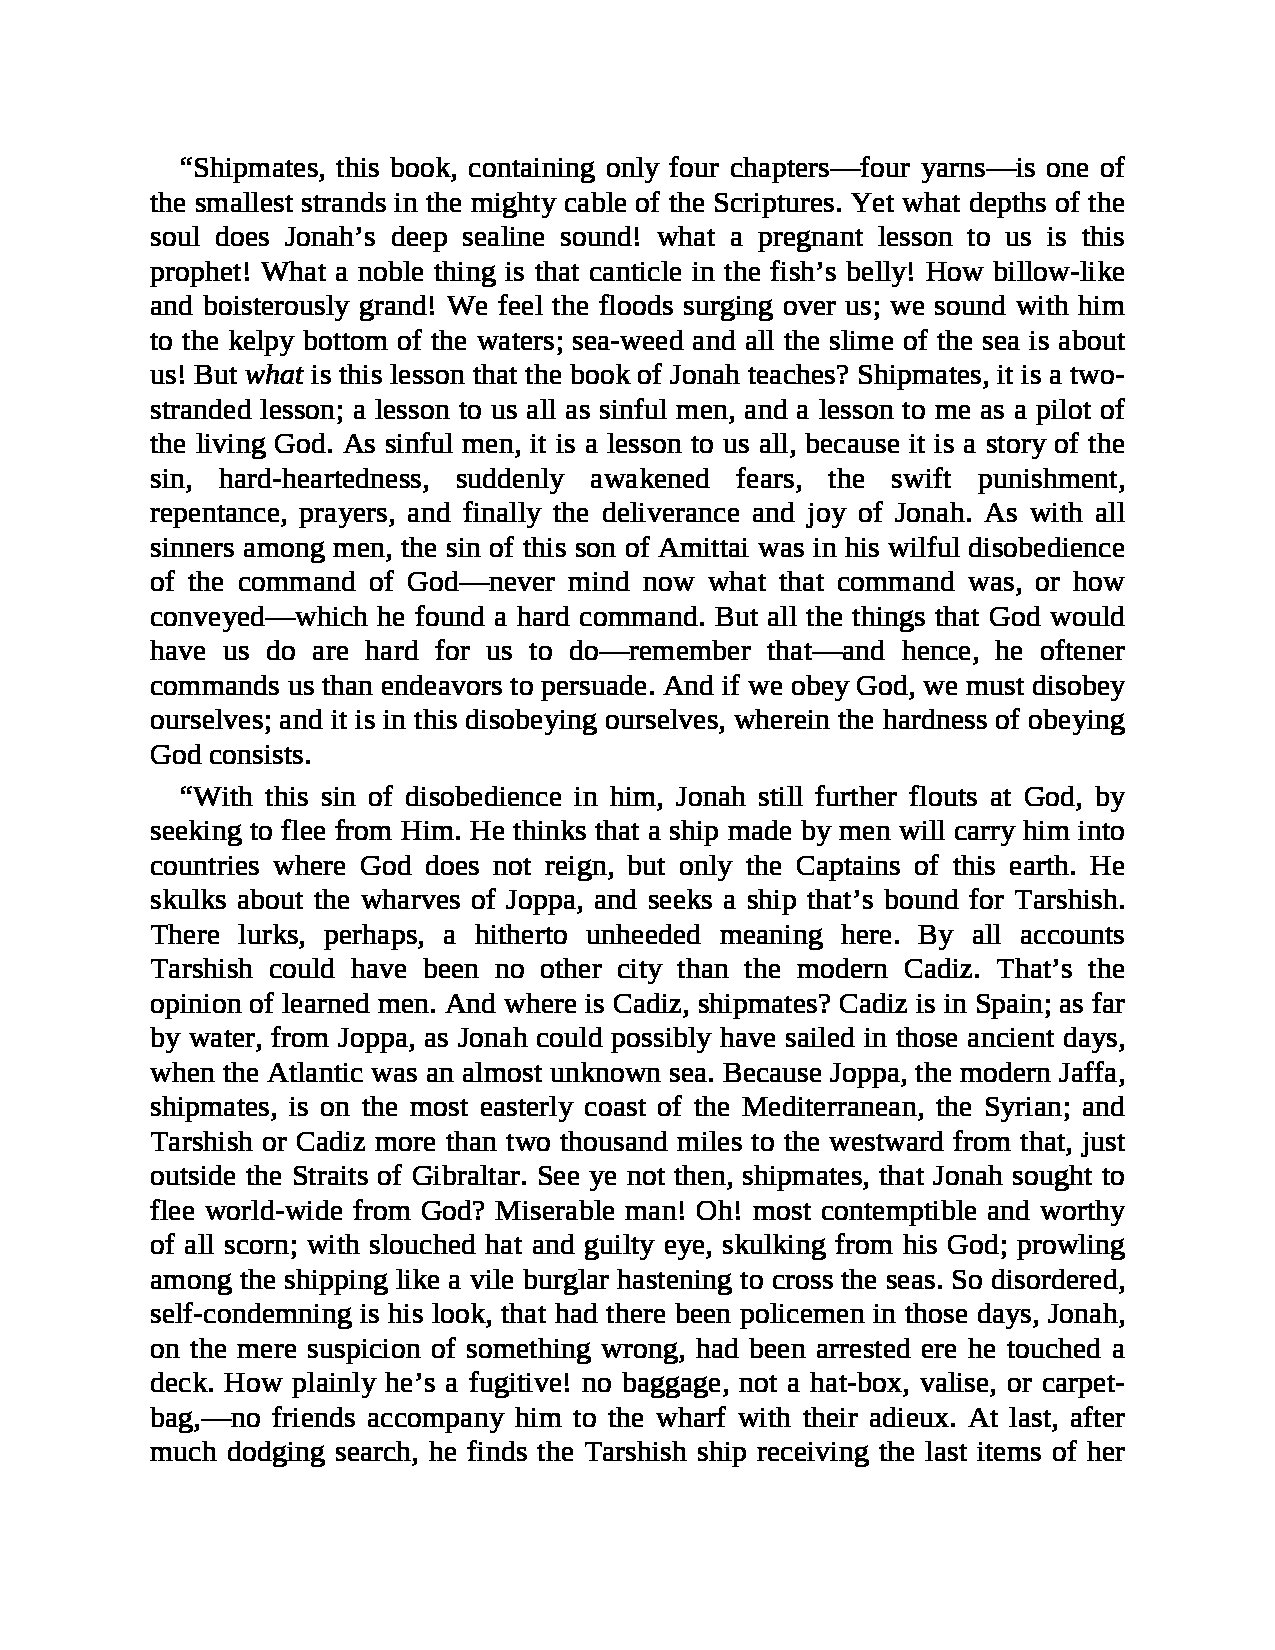 “Shipmates, this book, containing only four chapters—four yarns—is one of
the smallest strands in the mighty cable of the Scriptures. Yet what depths of the
soul does Jonah’s deep sealine sound! what a pregnant lesson to us is this
prophet! What a noble thing is that canticle in the fish’s belly! How billow-like
and boisterously grand! We feel the floods surging over us; we sound with him
to the kelpy bottom of the waters; sea-weed and all the slime of the sea is about
us! But what is this lesson that the book of Jonah teaches? Shipmates, it is a two-
stranded lesson; a lesson to us all as sinful men, and a lesson to me as a pilot of
the living God. As sinful men, it is a lesson to us all, because it is a story of the
sin, hard-heartedness, suddenly awakened fears, the swift punishment,
repentance, prayers, and finally the deliverance and joy of Jonah. As with all
sinners among men, the sin of this son of Amittai was in his wilful disobedience
of the command of God—never mind now what that command was, or how
conveyed—which he found a hard command. But all the things that God would
have us do are hard for us to do—remember that—and hence, he oftener
commands us than endeavors to persuade. And if we obey God, we must disobey
ourselves; and it is in this disobeying ourselves, wherein the hardness of obeying
God consists.
“With this sin of disobedience in him, Jonah still further flouts at God, by
seeking to flee from Him. He thinks that a ship made by men will carry him into
countries where God does not reign, but only the Captains of this earth. He
skulks about the wharves of Joppa, and seeks a ship that’s bound for Tarshish.
There lurks, perhaps, a hitherto unheeded meaning here. By all accounts
Tarshish could have been no other city than the modern Cadiz. That’s the
opinion of learned men. And where is Cadiz, shipmates? Cadiz is in Spain; as far
by water, from Joppa, as Jonah could possibly have sailed in those ancient days,
when the Atlantic was an almost unknown sea. Because Joppa, the modern Jaffa,
shipmates, is on the most easterly coast of the Mediterranean, the Syrian; and
Tarshish or Cadiz more than two thousand miles to the westward from that, just
outside the Straits of Gibraltar. See ye not then, shipmates, that Jonah sought to
flee world-wide from God? Miserable man! Oh! most contemptible and worthy
of all scorn; with slouched hat and guilty eye, skulking from his God; prowling
among the shipping like a vile burglar hastening to cross the seas. So disordered,
self-condemning is his look, that had there been policemen in those days, Jonah,
on the mere suspicion of something wrong, had been arrested ere he touched a
deck. How plainly he’s a fugitive! no baggage, not a hat-box, valise, or carpet-
bag,—no friends accompany him to the wharf with their adieux. At last, after
much dodging search, he finds the Tarshish ship receiving the last items of her